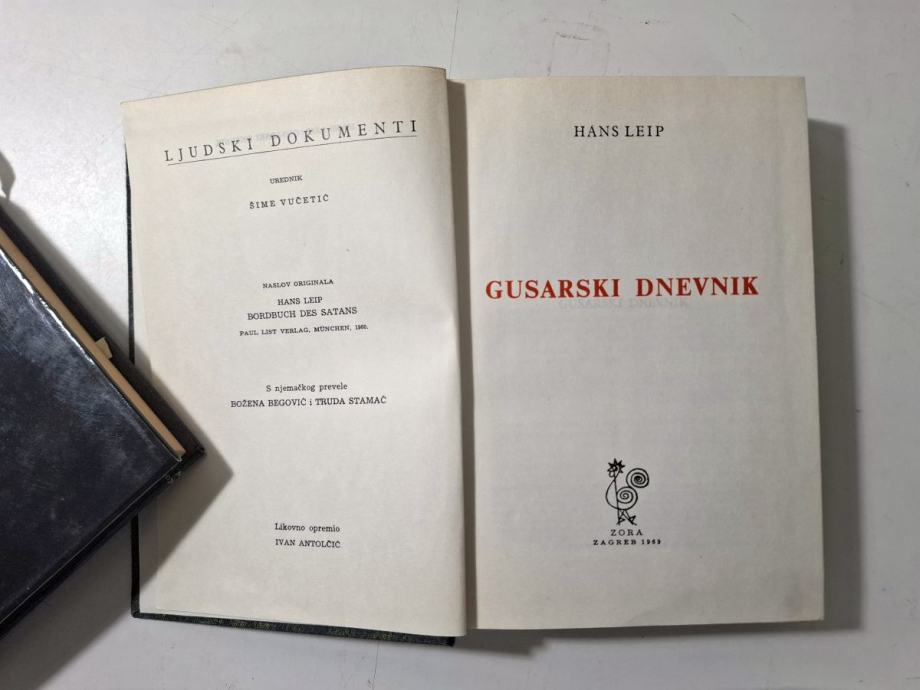 LJUDSKI DOKUMENTI
UREDNIK
ŠIME VUČETIĆ
NASLOV ORIGINALA
HANS LEIP
BORDBUCH DES SATANS
PAUL LIST VERLAG, MÜNCHEN, 1960.
S njemačkog prevele
BOŽENA BEGOVIĆ i TRUDA STAMAĆ
Likovno opremio
IVAN ANTOLČIĆ
HANS LEIP
GUSARSKI DNEVNIK
ZORA
ZAGREB 1969